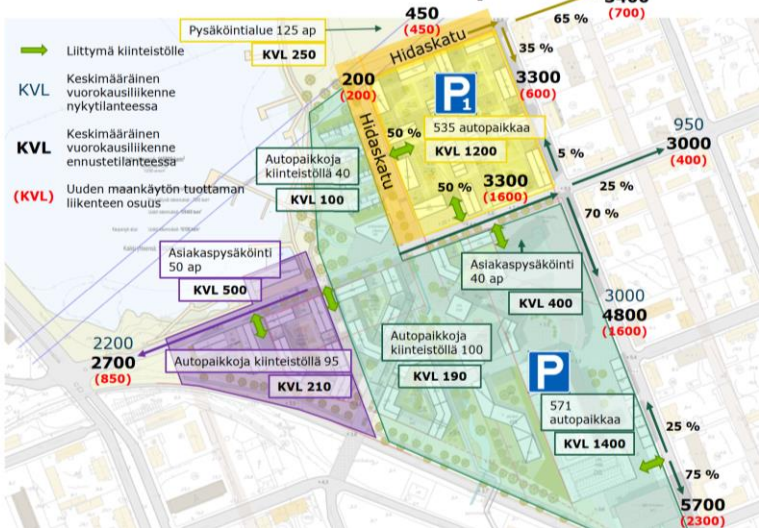 450
(450)
3400
(700)
65 %
Pysäköintialue 125 ap
KVL 250
Hidaskatu
35 %
3300
(600)
Liittymä kiinteistölle
KVL
Keskimääräinen
vuorokausiliikenne
nykytilanteessa
KVL
Keskimääräinen
vuorokausiliikenne
ennustetilanteessa
(KVL)
Uuden maankäytön tuottaman
liikenteen osuus
200
(200)
P1
Hidaskatu
50 %
535 autopaikkaa
KVL 1200
5 %
950
3000
(400)
Autopaikkoja
kiinteistöllä 40
KVL 100
50 %
3300
(1600)
25 %
70 %
Asiakaspysäköinti
50 ap
KVL 500
Asiakaspysäköinti
40 ap
KVL 400
3000
4800
(1600)
2200
2700
(850)
Autopaikkoja kiinteistöllä 95
KVL 210
Autopaikkoja
kiinteistöllä 100
KVL 190
P
571
autopaikkaa
KVL 1400
25 %
75 %
5700
(2300)